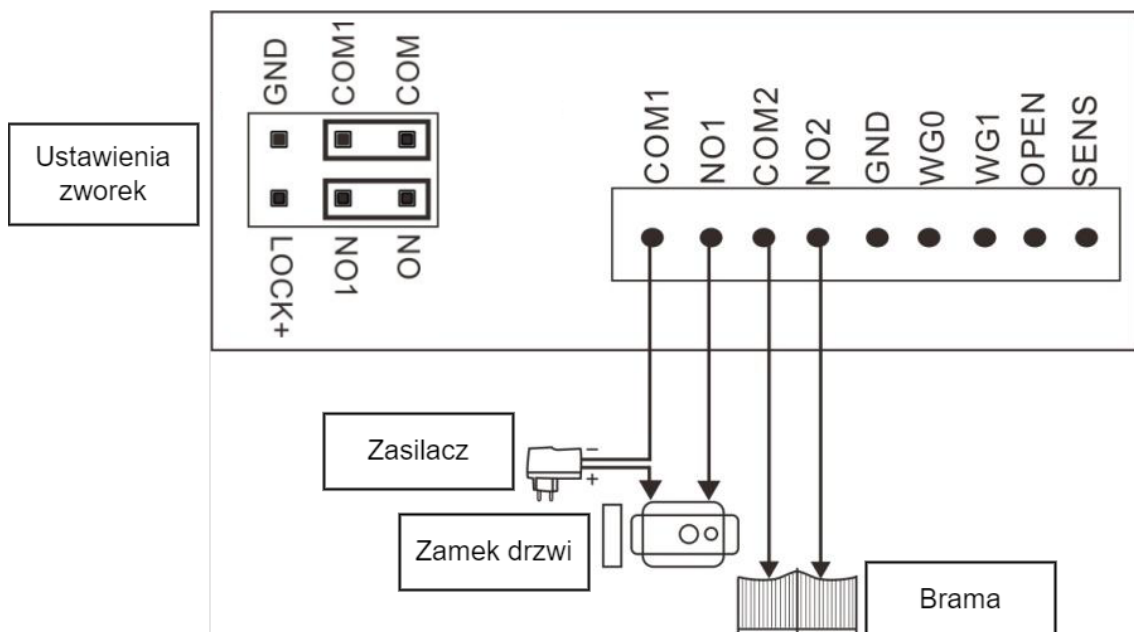 GND
COM1
COM
LOCK+
NO1
NO
Ustawienia
zworek
COM1
NO1
COM2
NO2
GND
WG0
WG1
OPEN
SENS
Zasilacz
−
+
Zamek drzwi
Brama